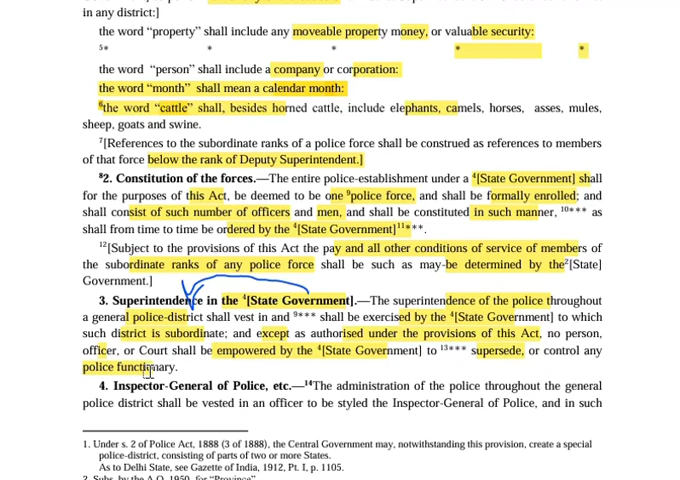 in any district:]
the word “property” shall include any moveable property money, or valuable security:
5* * * * *
the word “person” shall include a company or corporation:
the word “month” shall mean a calendar month:
6the word “cattle” shall, besides horned cattle, include elephants, camels, horses, asses, mules,
sheep, goats and swine.
7[References to the subordinate ranks of a police force shall be construed as references to members
of that force below the rank of Deputy Superintendent.]
82. Constitution of the forces.—The entire police-establishment under a 4[State Government] shall
for the purposes of this Act, be deemed to be one 9police force, and shall be formally enrolled; and
shall consist of such number of officers and men, and shall be constituted in such manner, 10*** as
shall from time to time be ordered by the 4[State Government]11***.
12[Subject to the provisions of this Act the pay and all other conditions of service of members of
the subordinate ranks of any police force shall be such as may-be determined by the2[State]
Government.]
3. Superintendence in the 4[State Government].—The superintendence of the police throughout
a general police-district shall vest in and 9*** shall be exercised by the 4[State Government] to which
such district is subordinate; and except as authorised under the provisions of this Act, no person,
officer, or Court shall be empowered by the 4[State Government] to 13*** supersede, or control any
police functionary.
4. Inspector-General of Police, etc.—14The administration of the police throughout the general
police district shall be vested in an officer to be styled the Inspector-General of Police, and in such
1. Under s. 2 of Police Act, 1888 (3 of 1888), the Central Government may, notwithstanding this provision, create a special
police-district, consisting of parts of two or more States.
As to Delhi State, see Gazette of India, 1912, Pt. I, p. 1105.
2. Subs. by the A.O. 1950, for “Province”